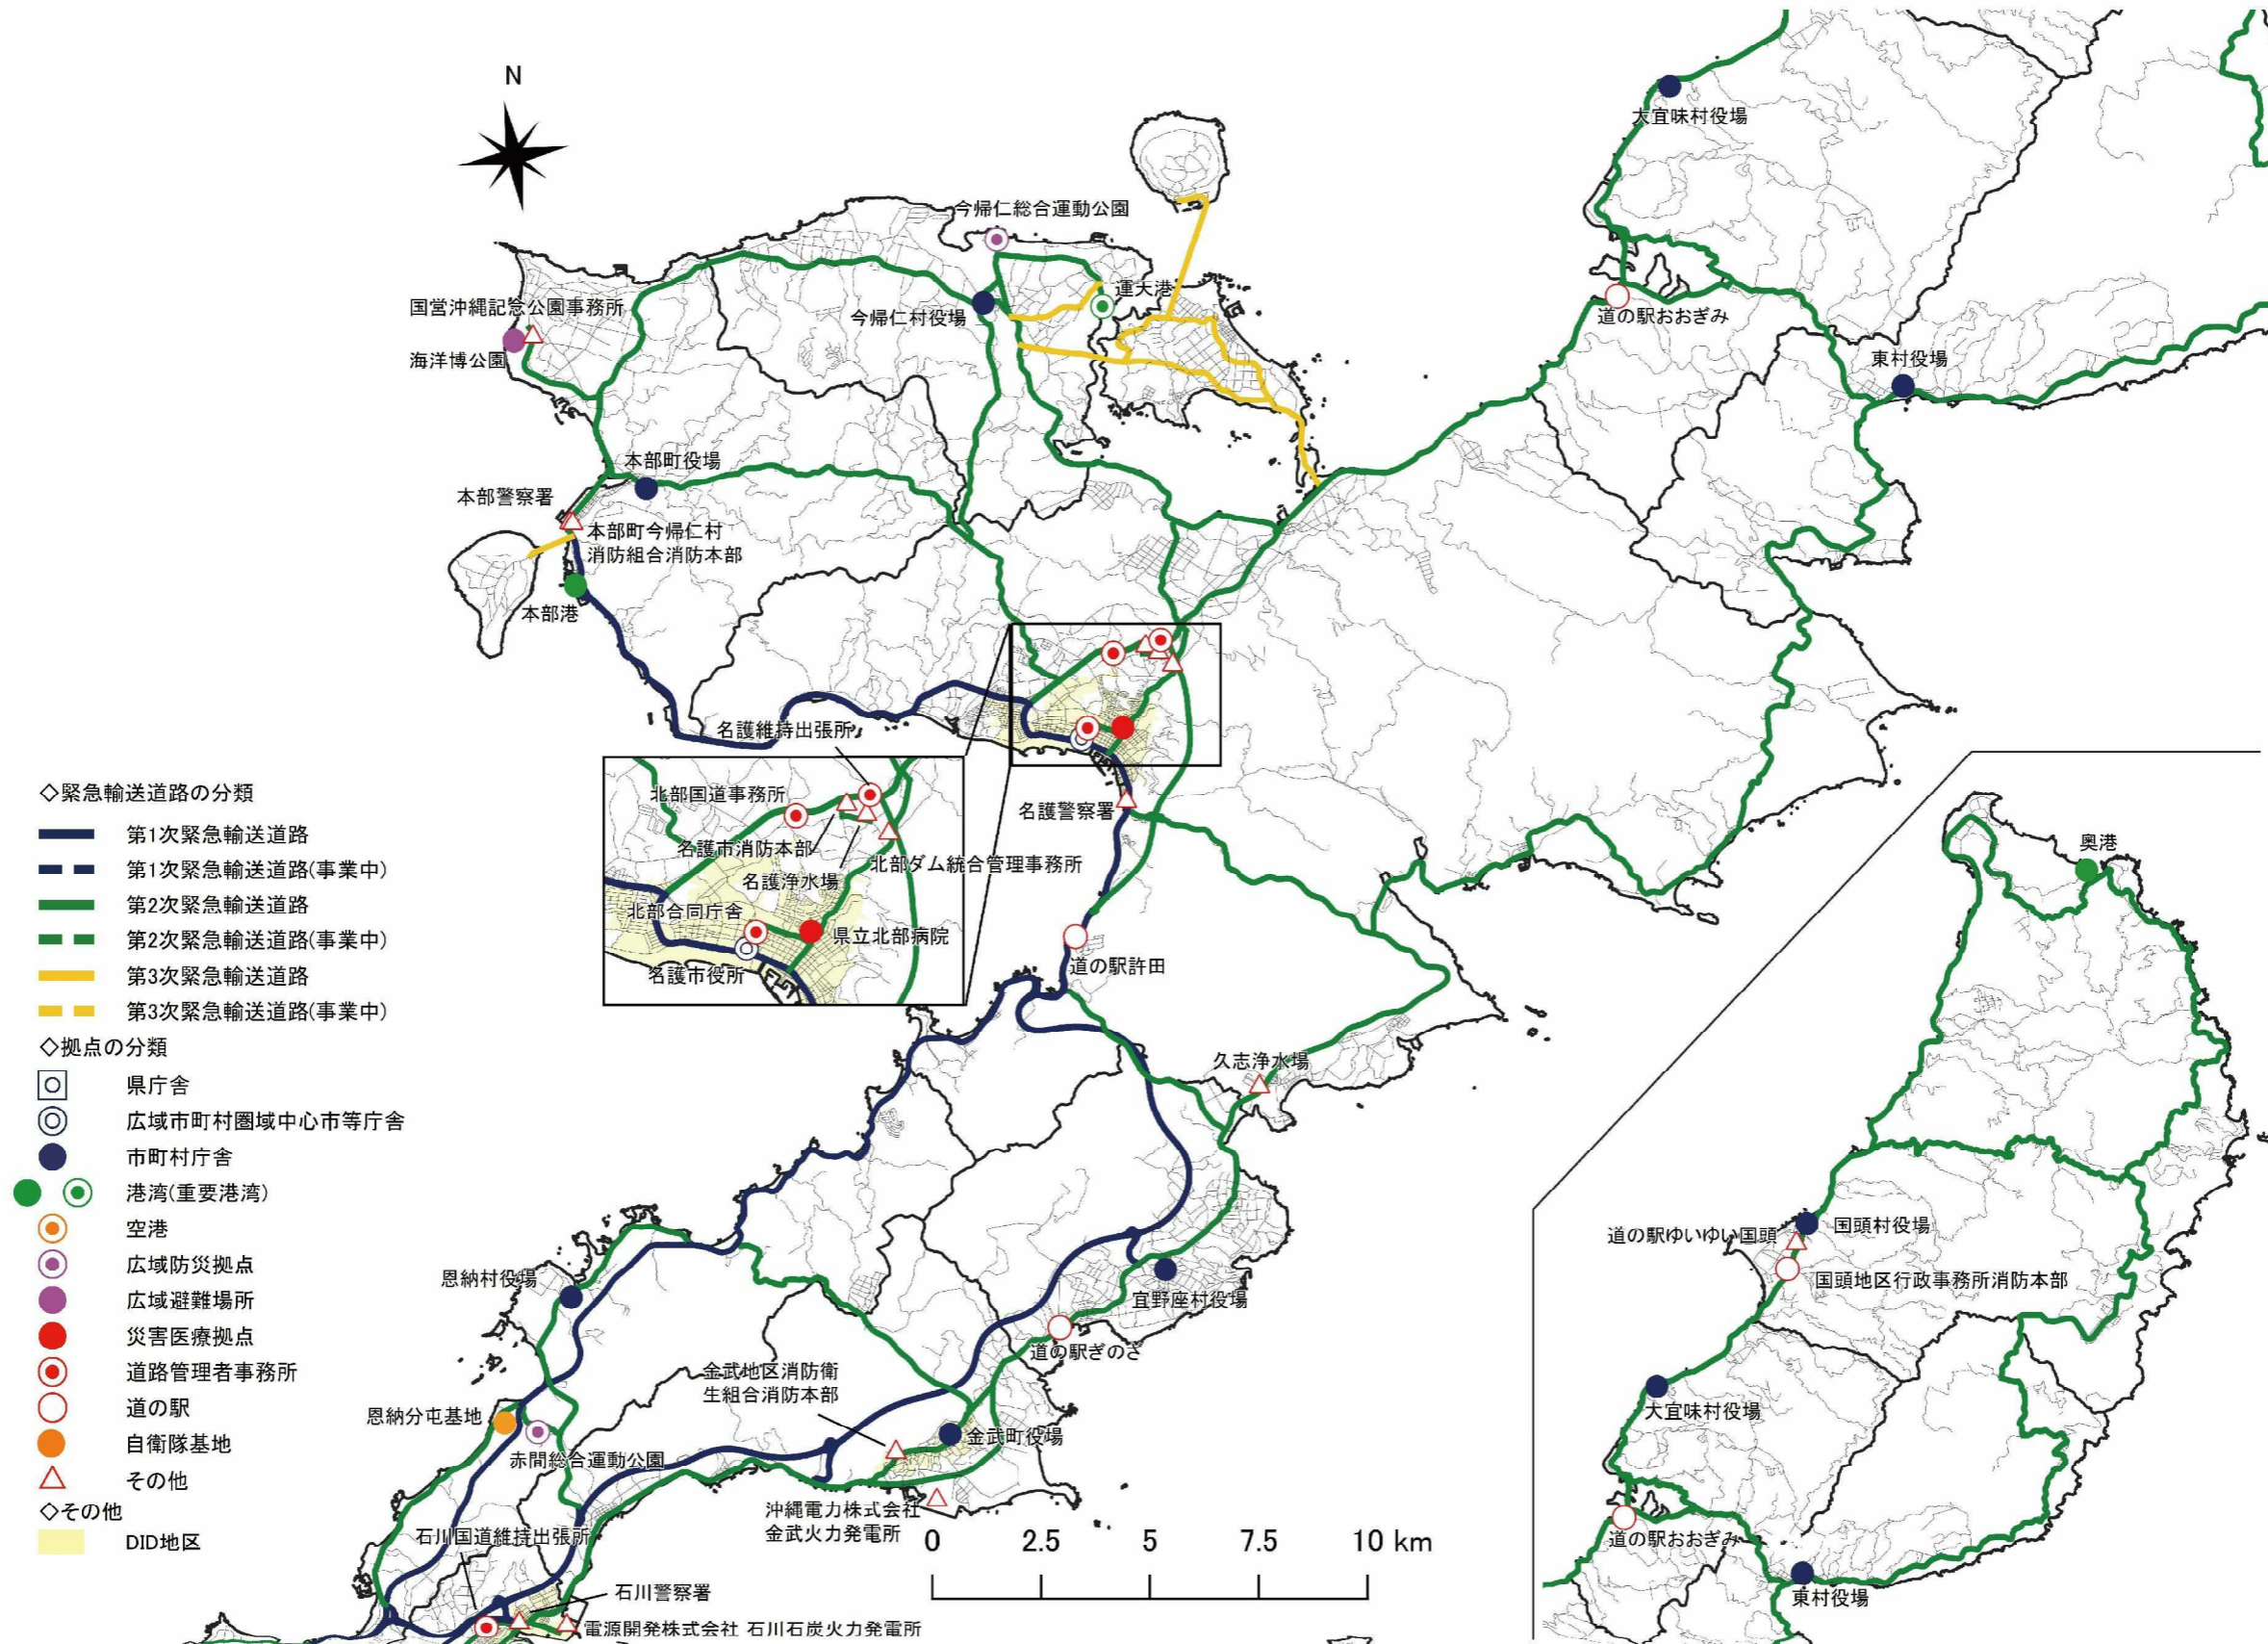 N
大宜味村役場
今帰仁総合運動公園
運天港
国営沖縄記念公園事務所
今帰仁村役場
道の駅おおぎみ
海洋博公園
東村役場
本部町役場
本部警察署
本部町今帰仁村
消防組合消防本部
本部港
名護維持出張所
北部国道事務所
名護警察署
名護市消防本部
北部ダム統合管理事務所
名護浄水場
北部合同庁舎
県立北部病院
名護市役所
道の駅許田
久志浄水場
◇緊急輸送道路の分類
第1次緊急輸送道路
第1次緊急輸送道路(事業中)
第2次緊急輸送道路
第2次緊急輸送道路(事業中)
第3次緊急輸送道路
第3次緊急輸送道路(事業中)
◇拠点の分類
県庁舎
広域市町村圏域中心市等庁舎
市町村庁舎
港湾(重要港湾)
空港
広域防災拠点
広域避難場所
災害医療拠点
道路管理者事務所
道の駅
自衛隊基地
その他
◇その他
DID地区
恩納村役場
宜野座村役場
道の駅ぎのざ
金武地区消防衛
生組合消防本部
恩納分屯基地
金武町役場
赤間総合運動公園
沖縄電力株式会社
金武火力発電所
石川国道維持出張所
石川警察署
電源開発株式会社 石川石炭火力発電所
0 2.5 5 7.5 10 km
奥港
道の駅ゆいゆい国頭
国頭村役場
国頭地区行政事務所消防本部
大宜味村役場
道の駅おおぎみ
東村役場